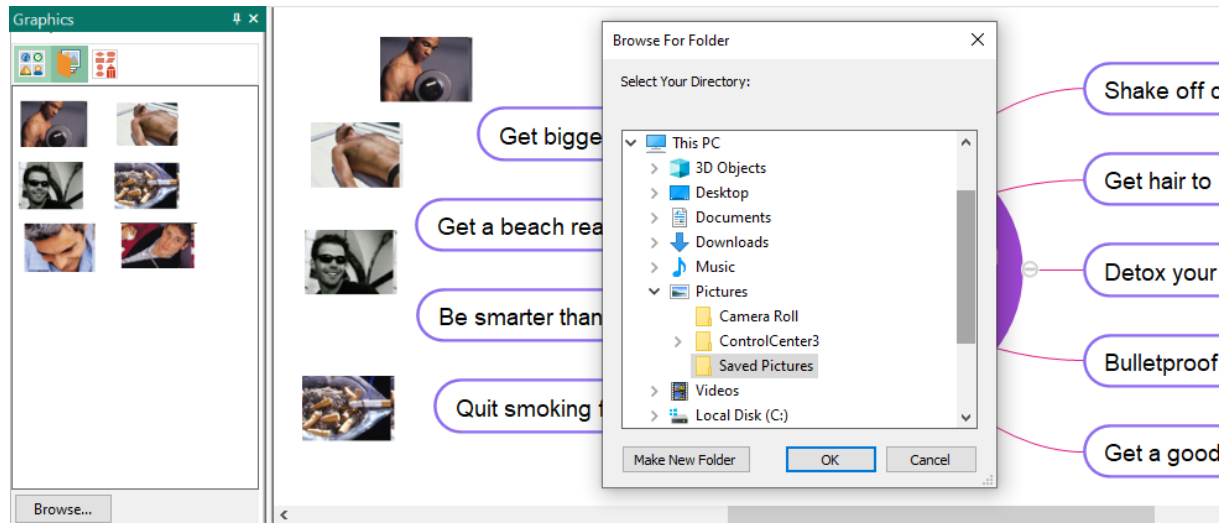 Graphics
Browse...
Get bigge
Get a beach rea
Be smarter than
Quit smoking f
Browse For Folder
Select Your Directory:
This PC
3D Objects
Desktop
Documents
Downloads
Music
Pictures
Camera Roll
ControlCenter3
Saved Pictures
Videos
Local Disk (C:)
Make New Folder
OK
Cancel
Shake off
Get hair to
Detox your
Bulletproof
Get a good